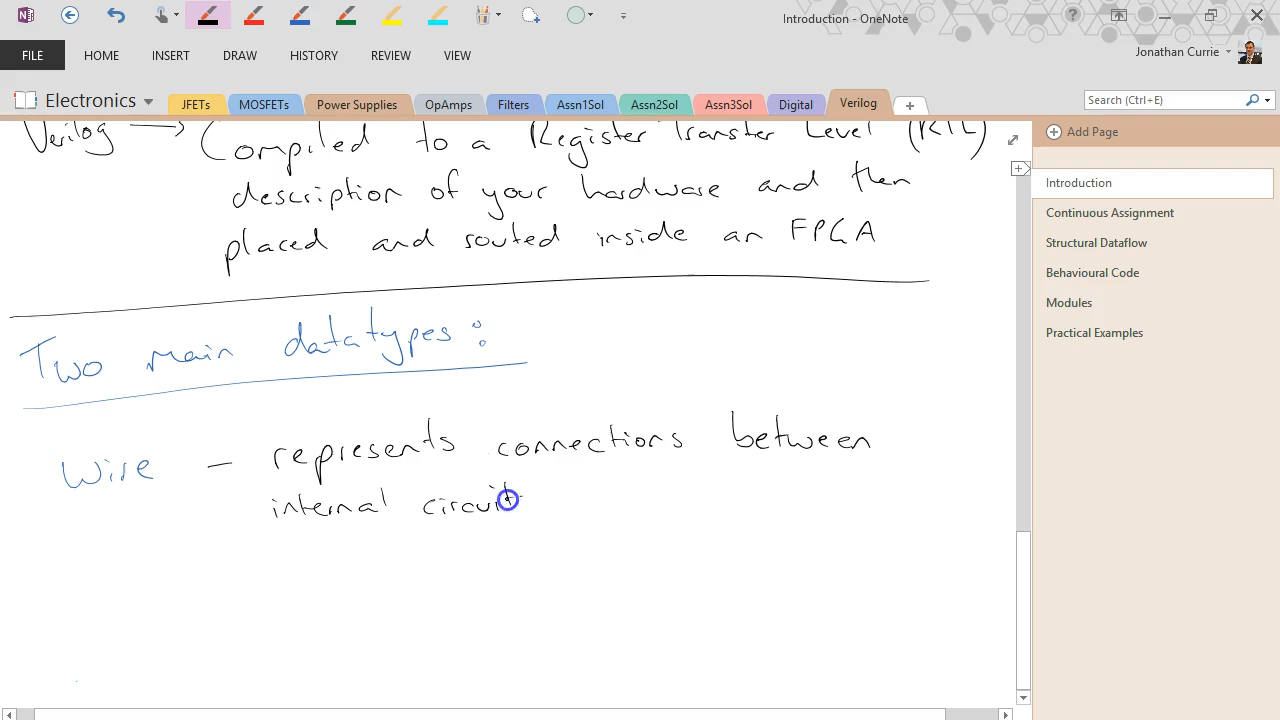 Introduction - OneNote
?
Jonathan Currie
FILE HOME INSERT DRAW HISTORY REVIEW VIEW
Electronics
JFETs MOSFETs Power Supplies OpAmps Filters Assn1Sol Assn2Sol Assn3Sol Digital Verilog
Search (Ctrl+E)
Add Page
Introduction
Continuous Assignment
Structural Dataflow
Behavioural Code
Modules
Practical Examples
Verilog → Compiled to a Register Transfer Level (RTL)
description of your hardware and then
placed and routed inside an FPGA
Two main datatypes:
Wire — represents connections between
internal circuit